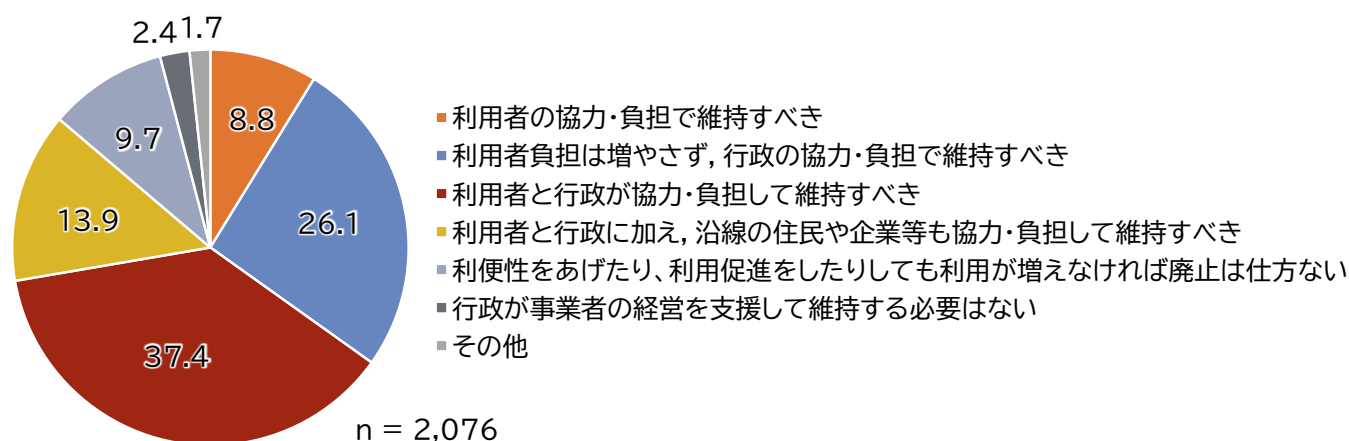 2.4 1.7
8.8
9.7
13.9
26.1
37.4
利用者の協力・負担で維持すべき
利用者負担は増やさず,行政の協力・負担で維持すべき
利用者と行政が協力・負担して維持すべき
利用者と行政に加え,沿線の住民や企業等も協力・負担して維持すべき
利便性をあげたり、利用促進をしたりしても利用が増えなければ廃止は仕方ない
行政が事業者の経営を支援して維持する必要はない
その他
n = 2,076